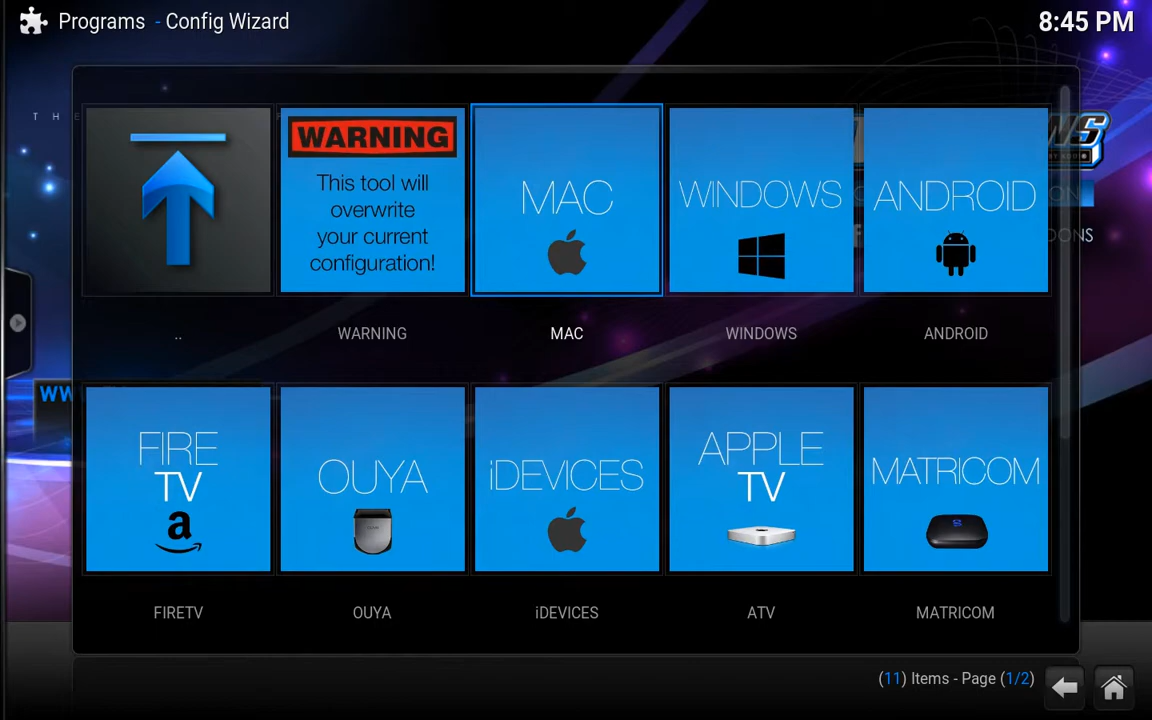 Programs - Config Wizard
8:45 PM
T H E
WARNING
This tool will
overwrite
your current
configuration!
MAC
WINDOWS
ANDROID
..
WARNING
MAC
WINDOWS
ANDROID
WW
FIRE
TV
a
OUYA
iDEVICES
APPLE
TV
MATRICOM
FIRETV
OUYA
iDEVICES
ATV
MATRICOM
(11) Items - Page (1/2)